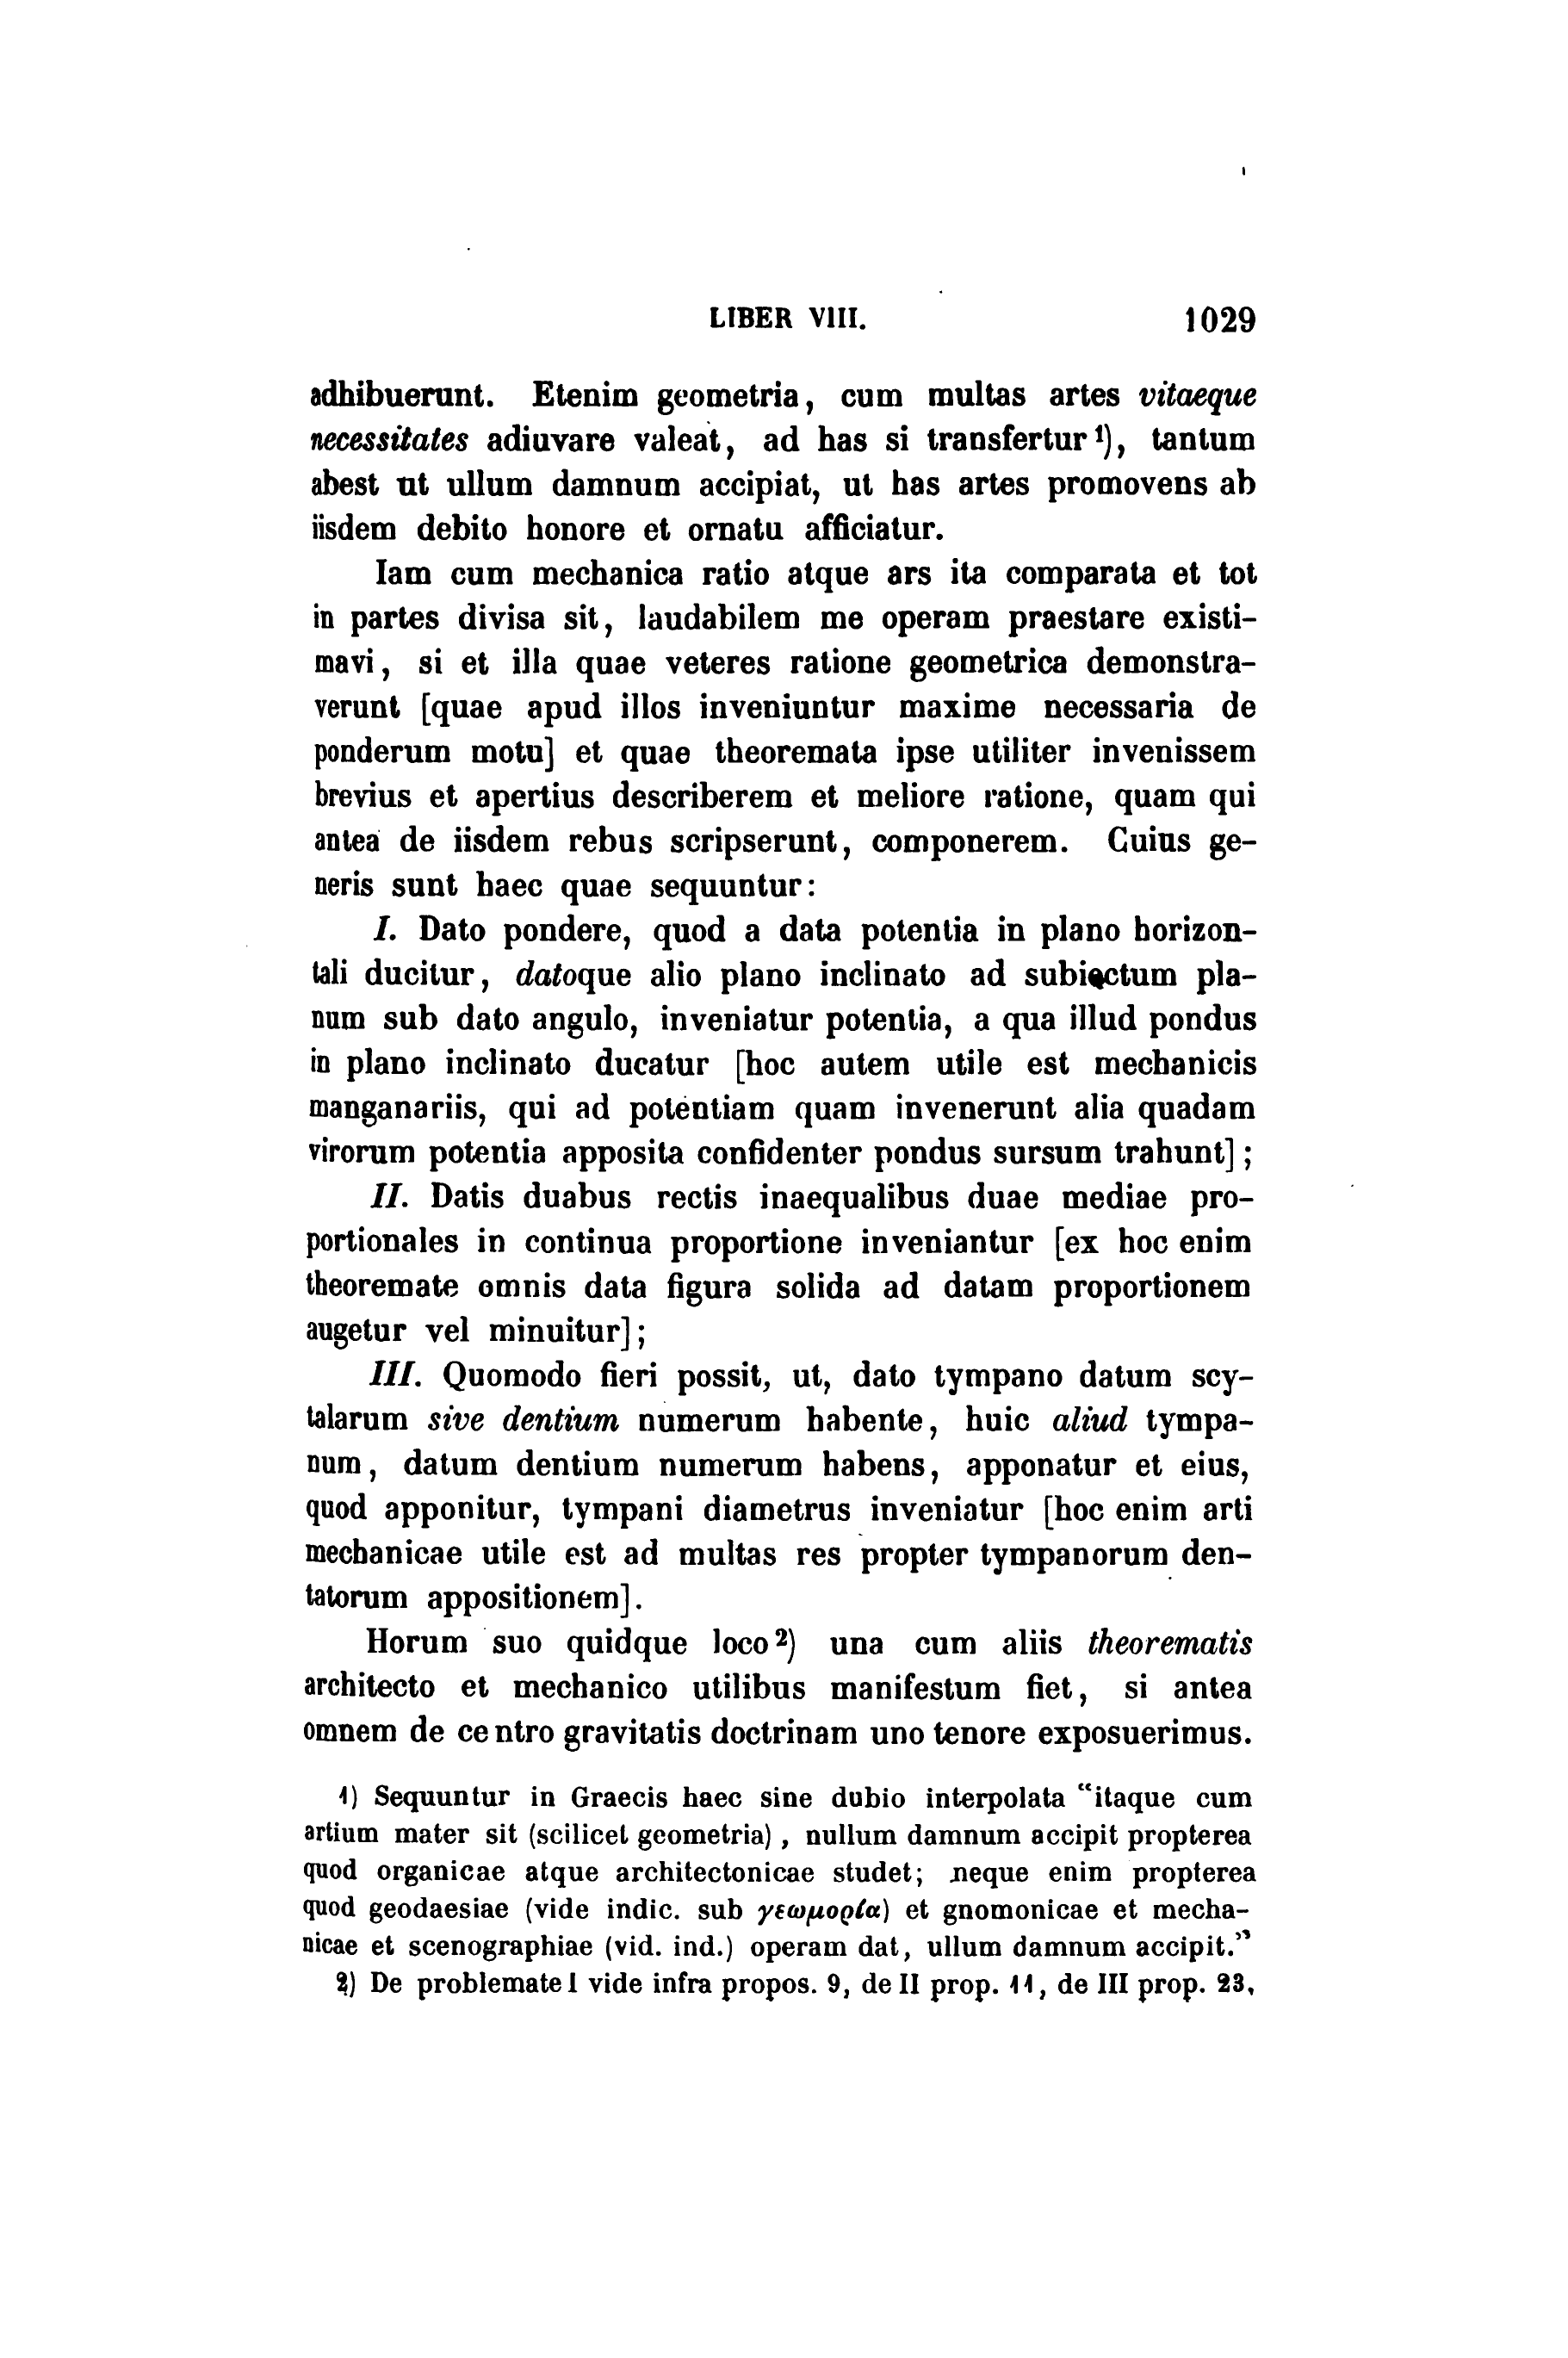 LIBER VIII. 1029
adhibuerunt. Etenim geometria, cum multas artes vitaeque
necessitates adiuvare valeat, ad has si transfertur¹), tantum
abest ut ullum damnum accipiat, ut has artes promovens ab
iisdem debito honore et ornatu afficiatur.
Iam cum mechanica ratio atque ars ita comparata et tot
in partes divisa sit, laudabilem me operam praestare existi-
mavi, si et illa quae veteres ratione geometrica demonstra-
verunt [quae apud illos inveniuntur maxime necessaria de
ponderum motu] et quae theoremata ipse utiliter invenissem
brevius et apertius describerem et meliore ratione, quam qui
antea de iisdem rebus scripserunt, componerem. Cuius ge-
neris sunt haec quae sequuntur:
I. Dato pondere, quod a data potentia in plano horizon-
tali ducitur, datoque alio plano inclinato ad subiectum pla-
num sub dato angulo, inveniatur potentia, a qua illud pondus
in plano inclinato ducatur [hoc autem utile est mechanicis
manganariis, qui ad potentiam quam invenerunt alia quadam
virorum potentia apposita confidenter pondus sursum trahunt];
II. Datis duabus rectis inaequalibus duae mediae pro-
portionales in continua proportione inveniantur [ex hoc enim
theoremate omnis data figura solida ad datam proportionem
augetur vel minuitur];
III. Quomodo fieri possit, ut, dato tympano datum scy-
talarum sive dentium numerum habente, huic aliud tympa-
num, datum dentium numerum habens, apponatur et eius,
quod apponitur, tympani diametrus inveniatur [hoc enim arti
mechanicae utile est ad multas res propter tympanorum den-
tatorum appositionem].
Horum suo quidque loco²) una cum aliis theorematis
architecto et mechanico utilibus manifestum fiet, si antea
omnem de centro gravitatis doctrinam uno tenore exposuerimus.
1) Sequuntur in Graecis haec sine dubio interpolata “itaque cum
artium mater sit (scilicet geometria), nullum damnum accipit propterea
quod organicae atque architectonicae studet; neque enim propterea
quod geodaesiae (vide indic. sub γεωμορία) et gnomonicae et mecha-
nicae et scenographiae (vid. ind.) operam dat, ullum damnum accipit.”
2) De problemate I vide infra propos. 9, de II prop. 11, de III prop. 23.